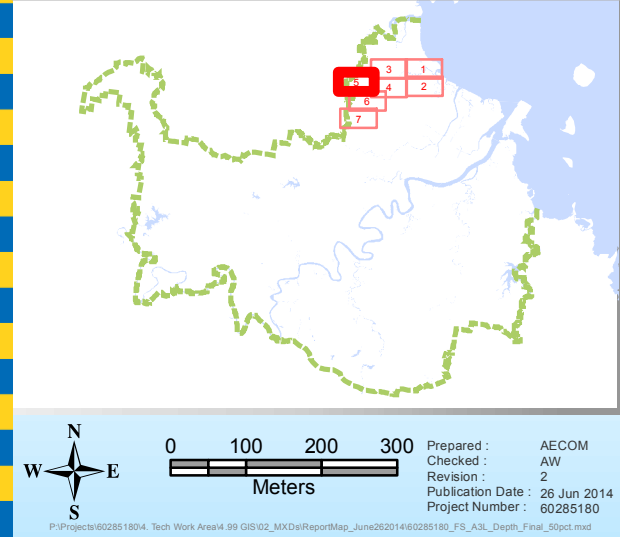 3 1
5 4 2
6
7
N
W E
S
0 100 200 300
Meters
Prepared : AECOM
Checked : AW
Revision : 2
Publication Date : 26 Jun 2014
Project Number : 60285180
P:\Projects\60285180\4. Tech Work Area\4.99 GIS\02_MXDs\ReportMap_June262014\60285180_FS_A3L_Depth_Final_50pct.mxd